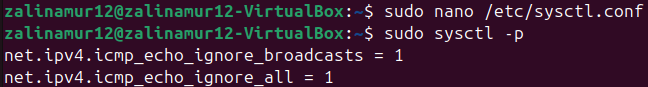 zalinamur12@zalinamur12-VirtualBox:~$ sudo nano /etc/sysctl.conf
zalinamur12@zalinamur12-VirtualBox:~$ sudo sysctl -p
net.ipv4.icmp_echo_ignore_broadcasts = 1
net.ipv4.icmp_echo_ignore_all = 1